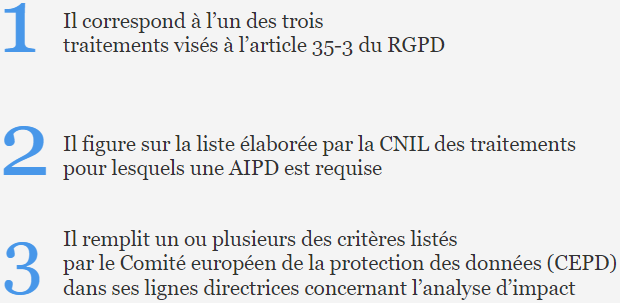 1
Il correspond à l’un des trois
traitements visés à l’article 35-3 du RGPD
2
Il figure sur la liste élaborée par la CNIL des traitements
pour lesquels une AIPD est requise
3
Il remplit un ou plusieurs des critères listés
par le Comité européen de la protection des données (CEPD)
dans ses lignes directrices concernant l’analyse d’impact